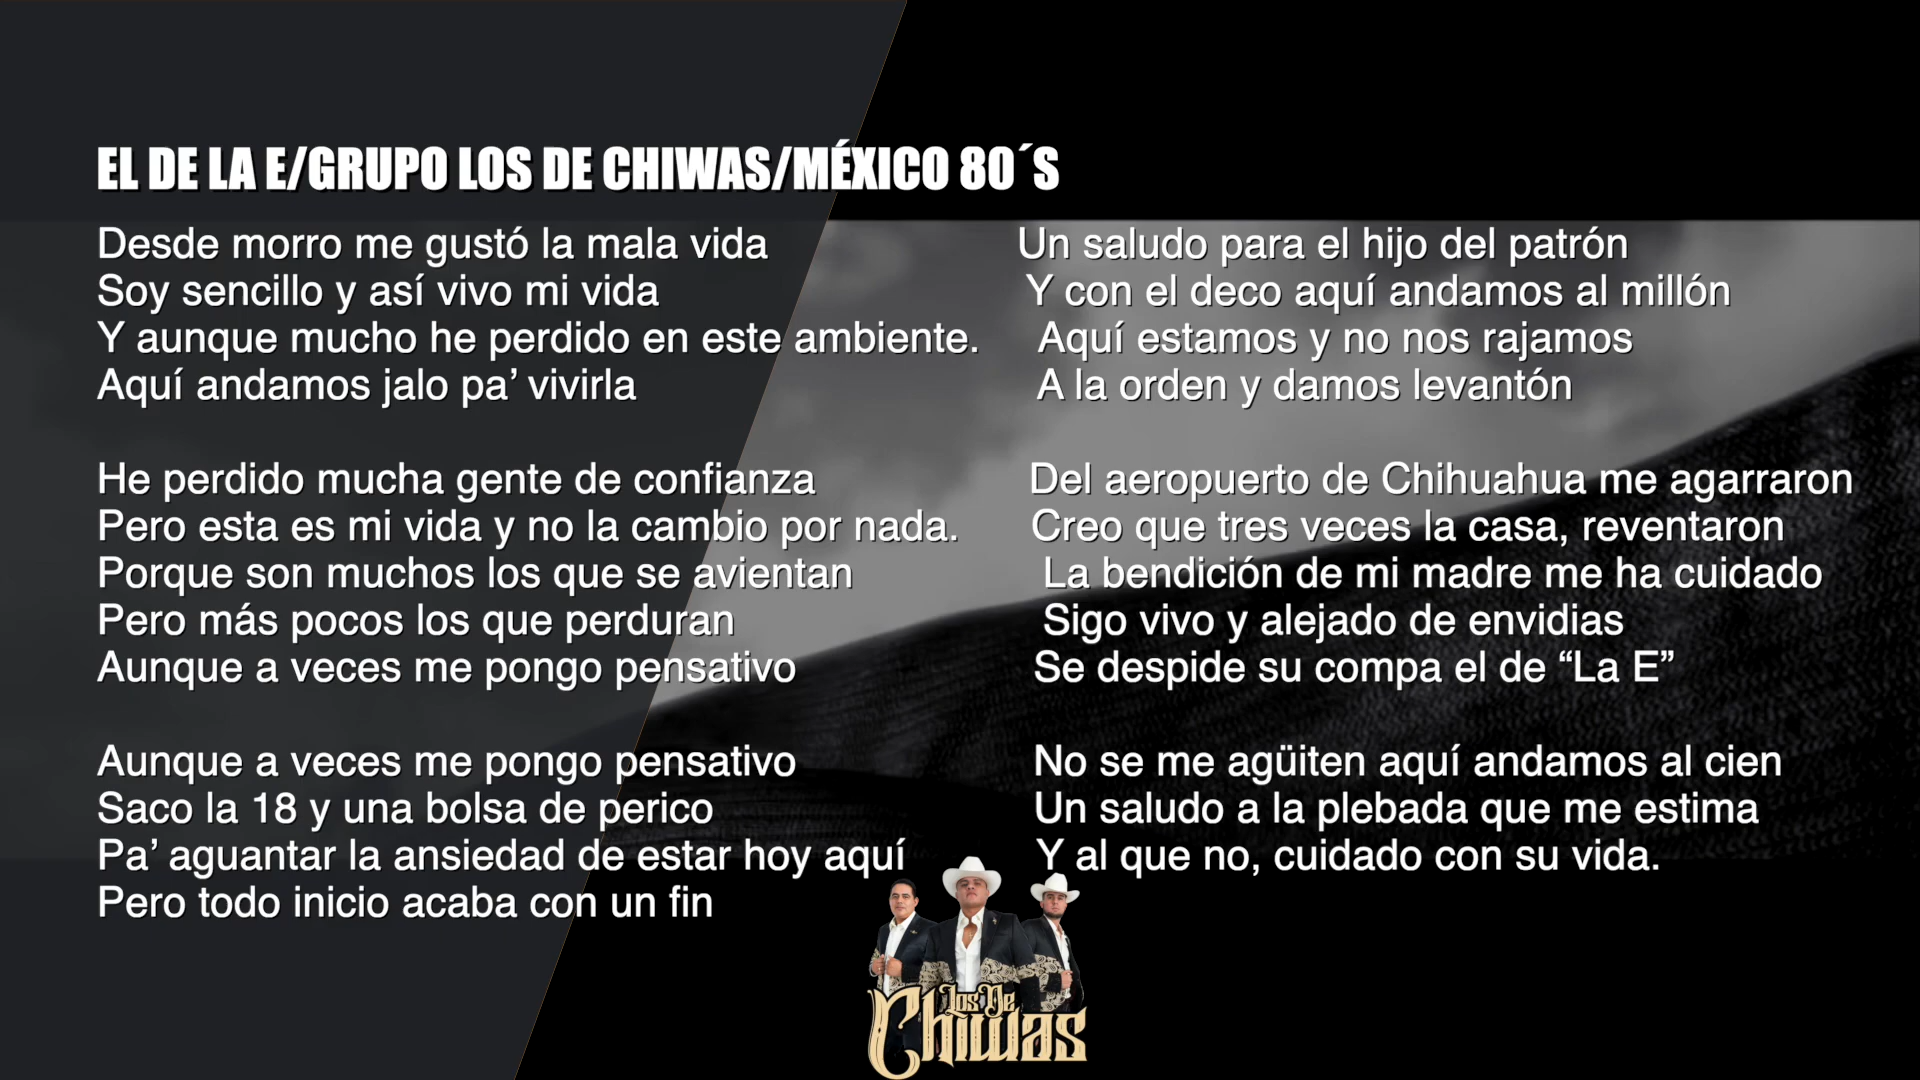 EL DE LA E/GRUPO LOS DE CHIWAS/MÉXICO 80´S
Desde morro me gustó la mala vida
Soy sencillo y así vivo mi vida
Y aunque mucho he perdido en este ambiente.
Aquí andamos jalo pa’ vivirla
He perdido mucha gente de confianza
Pero esta es mi vida y no la cambio por nada.
Porque son muchos los que se avientan
Pero más pocos los que perduran
Aunque a veces me pongo pensativo
Aunque a veces me pongo pensativo
Saco la 18 y una bolsa de perico
Pa’ aguantar la ansiedad de estar hoy aquí
Pero todo inicio acaba con un fin
Un saludo para el hijo del patrón
Y con el deco aquí andamos al millón
Aquí estamos y no nos rajamos
A la orden y damos levantón
Del aeropuerto de Chihuahua me agarraron
Creo que tres veces la casa, reventaron
La bendición de mi madre me ha cuidado
Sigo vivo y alejado de envidias
Se despide su compa el de “La E”
No se me agüiten aquí andamos al cien
Un saludo a la plebada que me estima
Y al que no, cuidado con su vida.
Los De
Chiwas